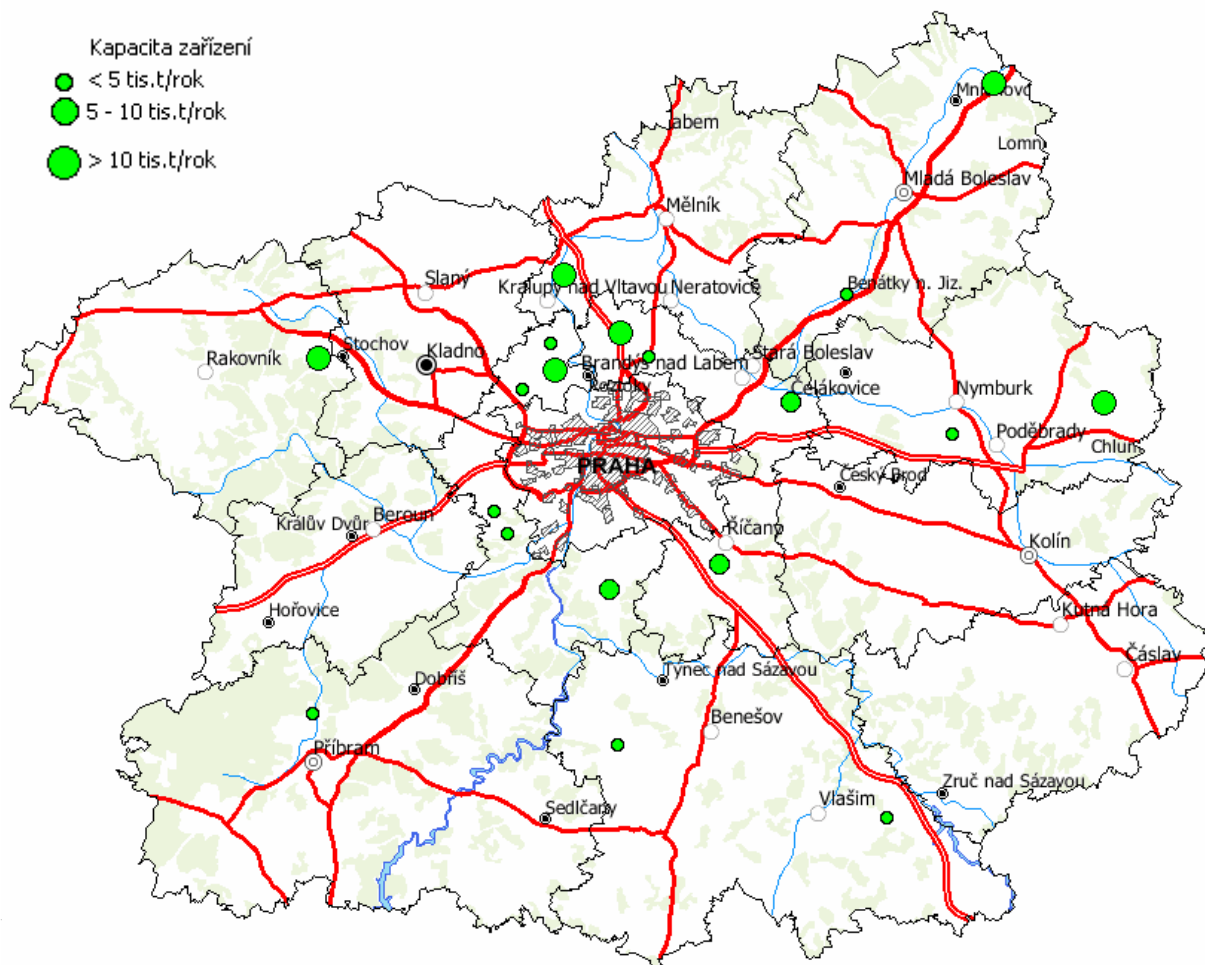 Kapacita zařízení
< 5 tis.t/rok
5 - 10 tis.t/rok
> 10 tis.t/rok
Lomn
Mladá Boleslav
Mělník
Slaný
Kralupy nad Vltavou
Neratovice
Benátky n. Jiz.
Rakovník
Stochov
Kladno
Brandýs nad Labem
Stará Boleslav
Čelákovice
Nymburk
Poděbrady
Chlum
PRAHA
Český Brod
Králův Dvůr
Beroun
Říčany
Kolín
Hořovice
Kutná Hora
Čáslav
Týnec nad Sázavou
Dobříš
Benešov
Příbram
Sedlčany
Vlašim
Zruč nad Sázavou